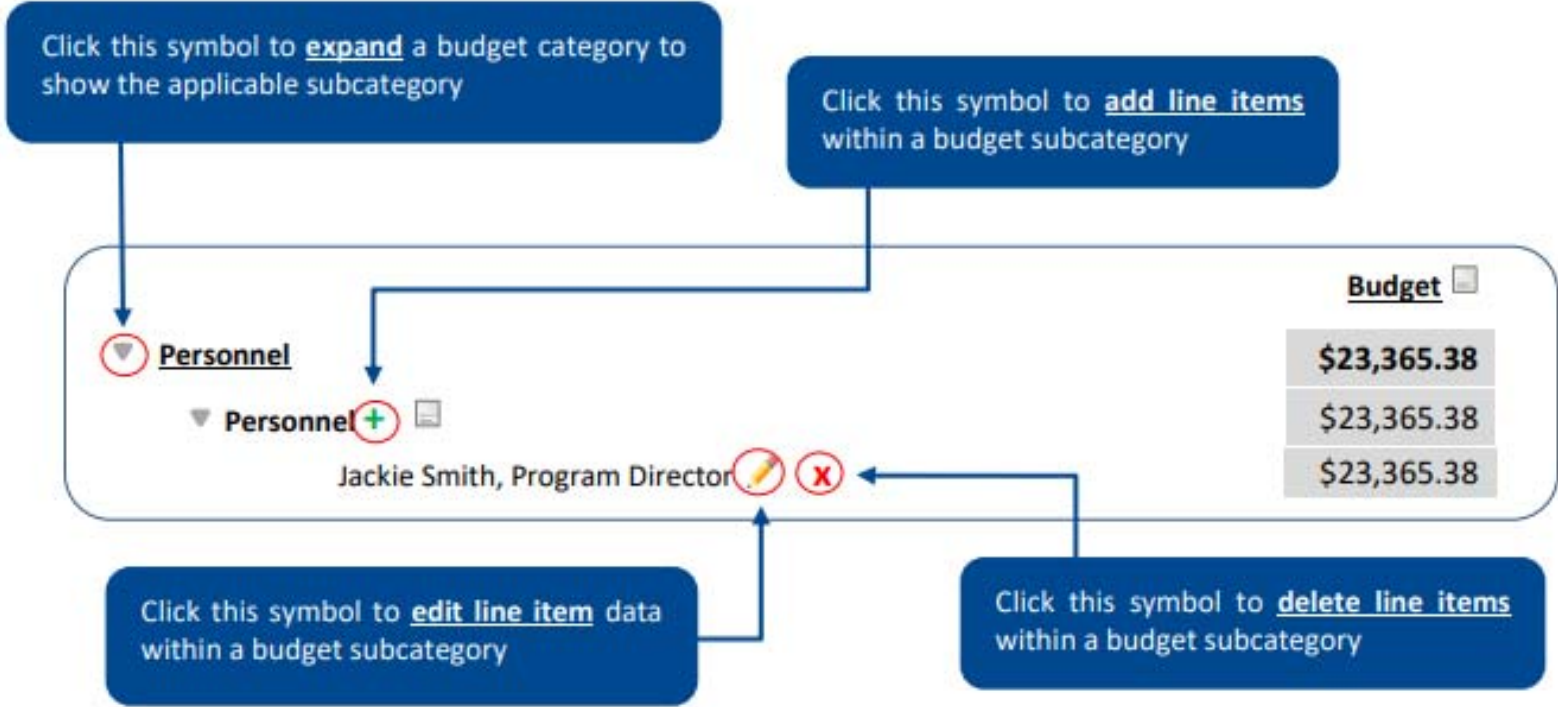 Click this symbol to expand a budget category to
show the applicable subcategory
Click this symbol to add line items
within a budget subcategory
Budget
Personnel
$23,365.38
Personnel +
$23,365.38
Jackie Smith, Program Director x
$23,365.38
Click this symbol to edit line item data
within a budget subcategory
Click this symbol to delete line items
within a budget subcategory